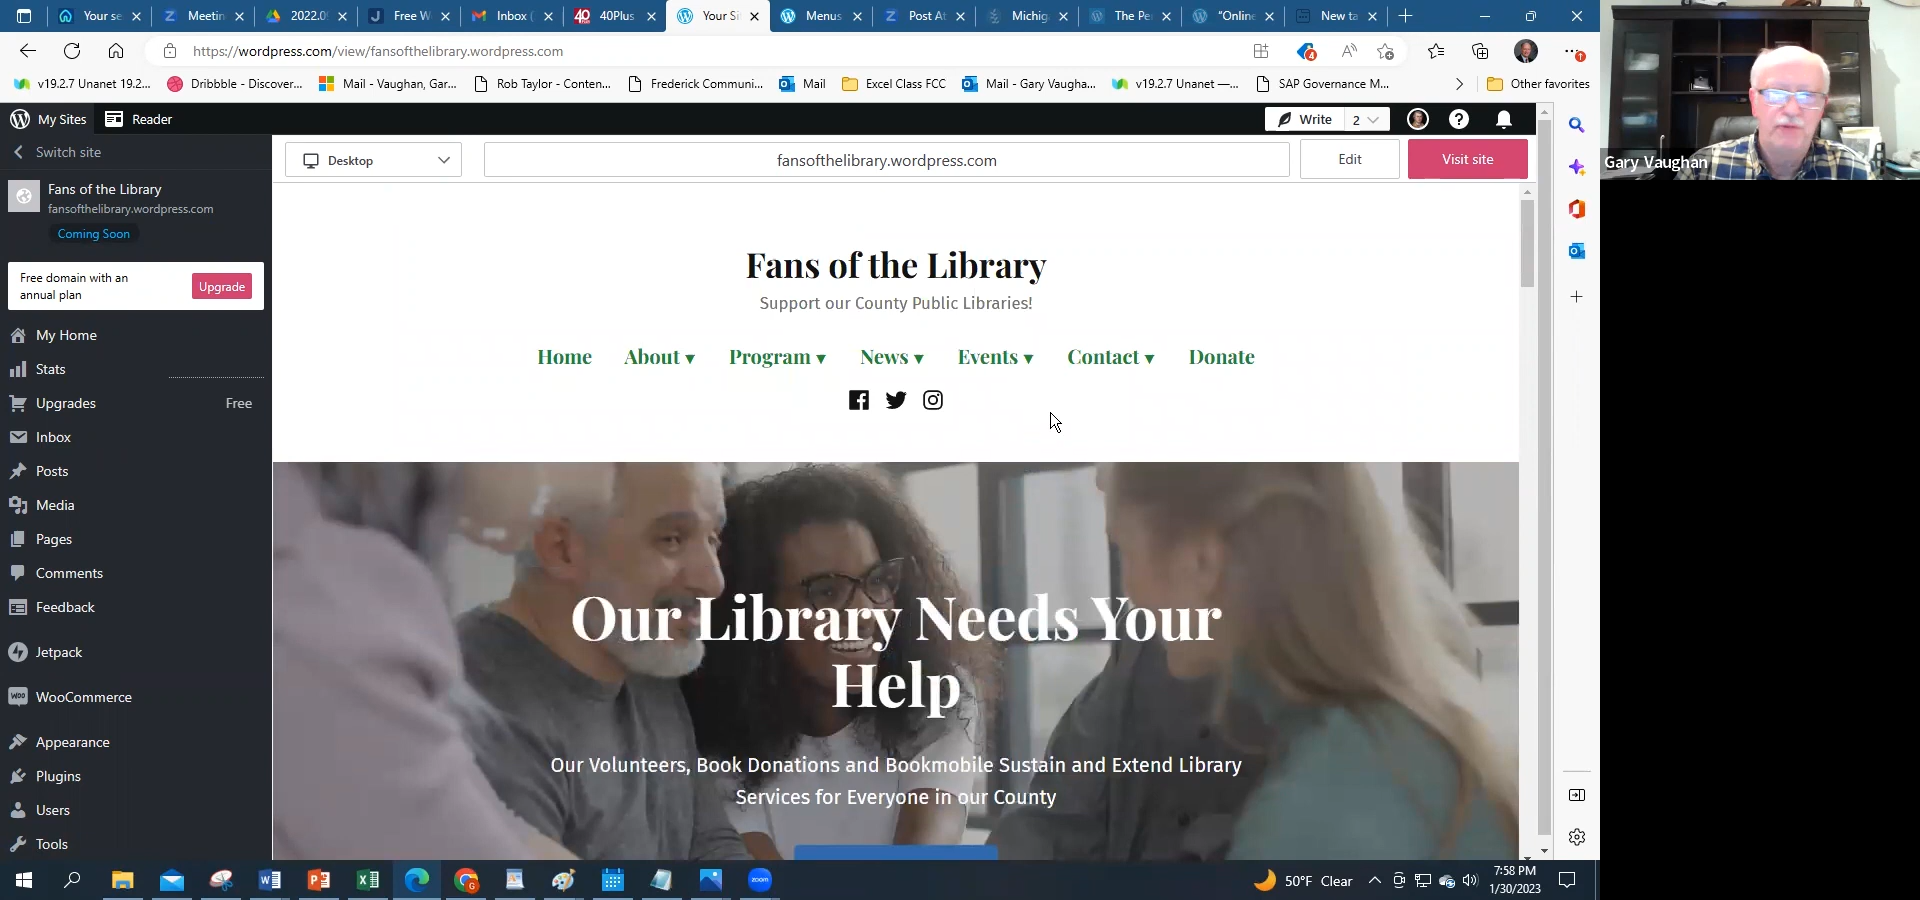 Your se
Meetin
2022.0
Free W
Inbox (
40Plus
Your Si
Menus
Post At
Michig
The Pe
"Online
New ta
https://wordpress.com/view/fansofthelibrary.wordpress.com
v19.2.7 Unanet 19.2...
Dribbble - Discover...
Mail - Vaughan, Gar...
Rob Taylor - Conten...
Frederick Communi...
Mail
Excel Class FCC
Mail - Gary Vaugha...
v19.2.7 Unanet —...
SAP Governance M...
Other favorites
My Sites
Reader
Write
2
Switch site
Fans of the Library
fansofthelibrary.wordpress.com
Coming Soon
Free domain with an
annual plan
Upgrade
My Home
Stats
Upgrades
Free
Inbox
Posts
Media
Pages
Comments
Feedback
Jetpack
WooCommerce
Appearance
Plugins
Users
Tools
Desktop
fansofthelibrary.wordpress.com
Edit
Visit site
Fans of the Library
Support our County Public Libraries!
Home About ▾ Program ▾ News ▾ Events ▾ Contact ▾ Donate
Our Library Needs Your
Help
Our Volunteers, Book Donations and Bookmobile Sustain and Extend Library
Services for Everyone in our County
Gary Vaughan
zoom
50°F Clear
7:58 PM
1/30/2023